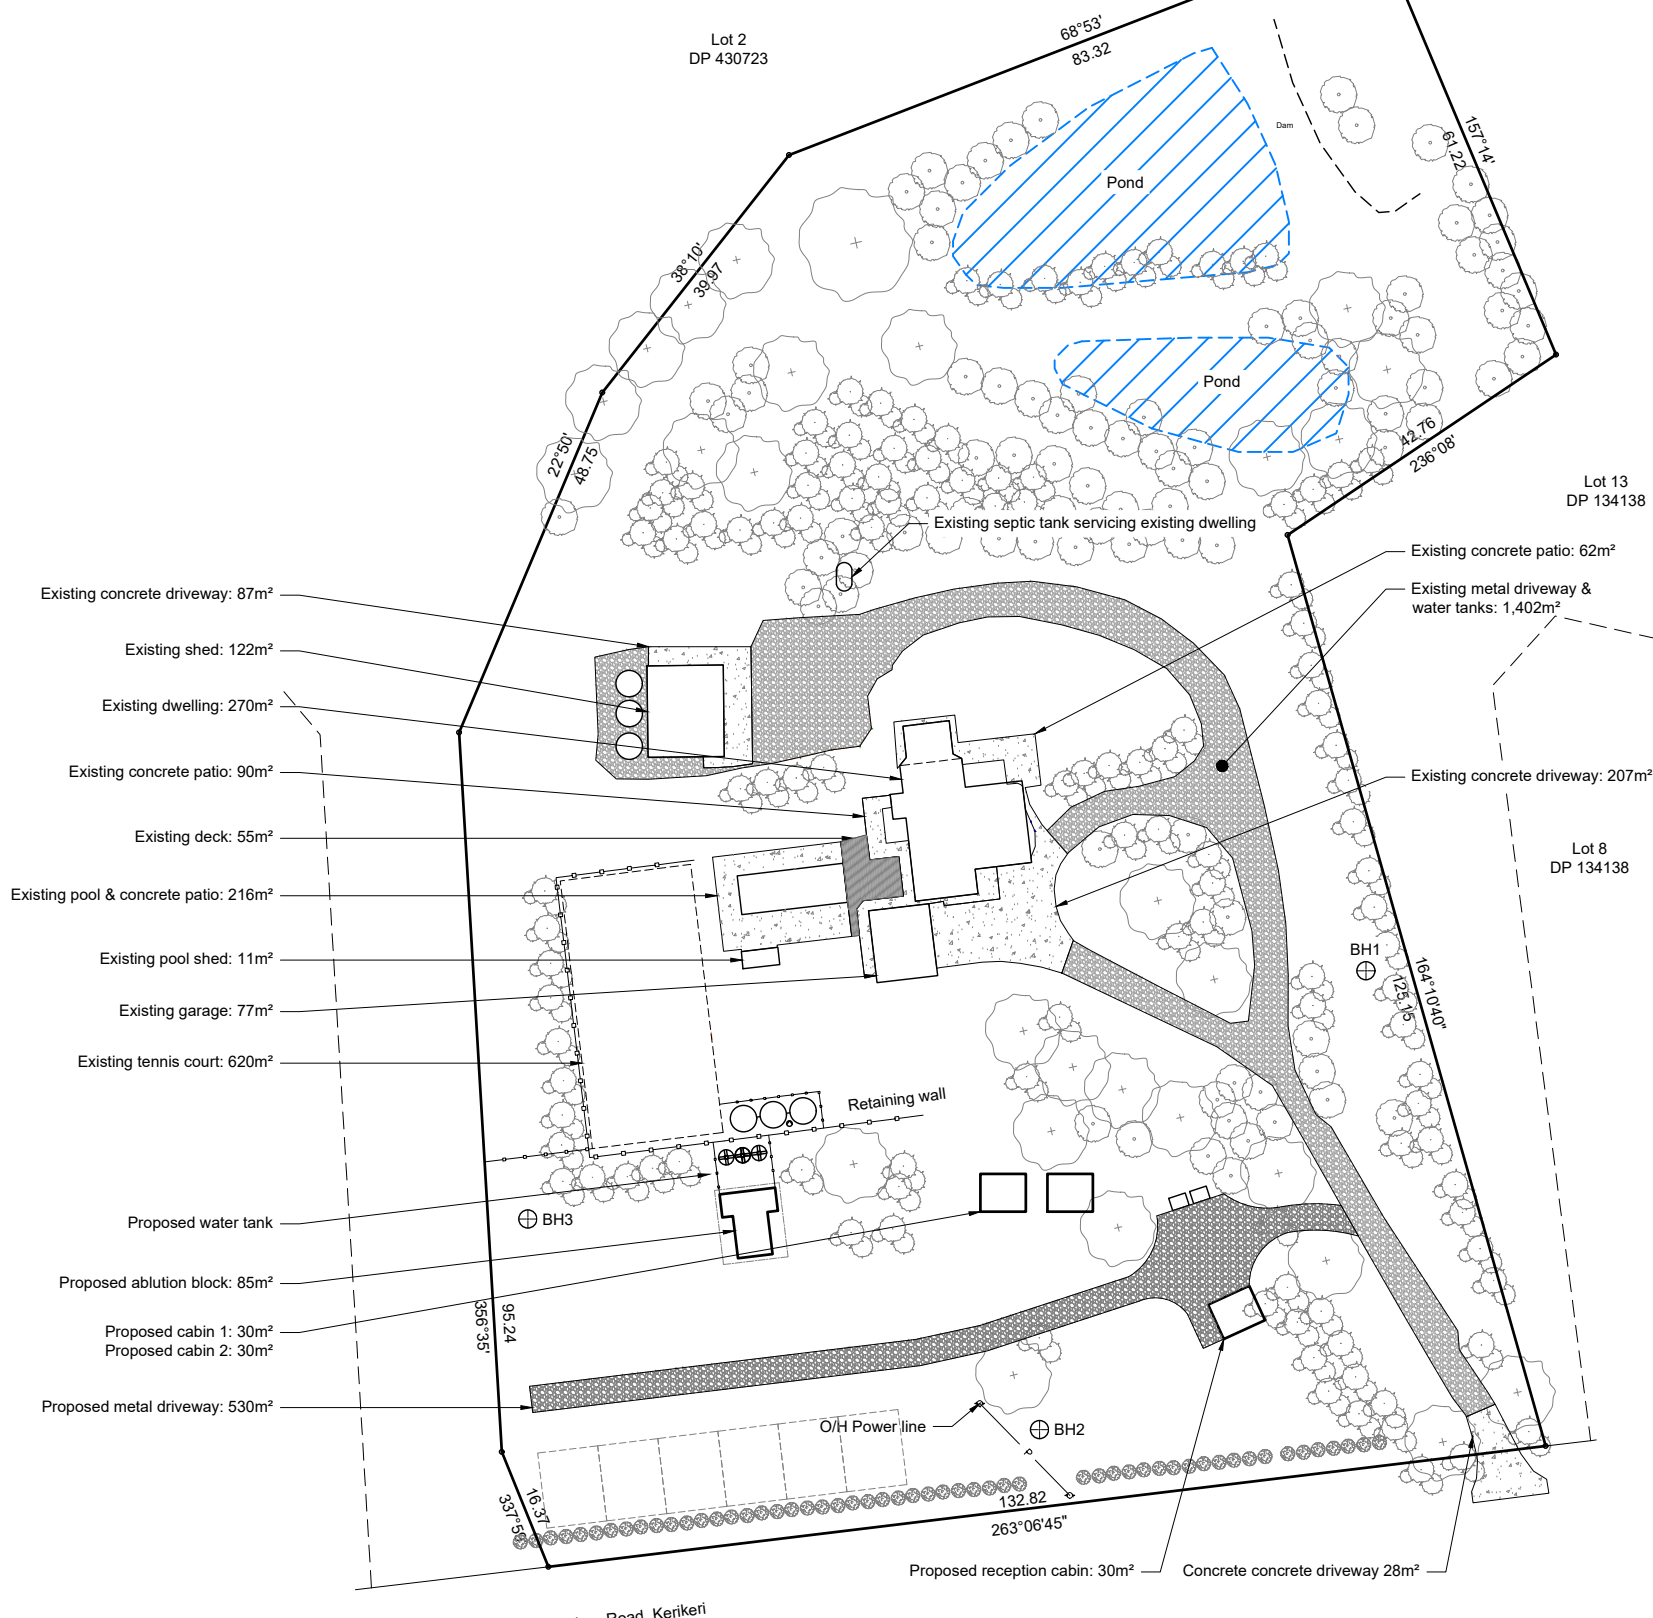 Lot 2
DP 430723
68°53'
83.32
Dam
157°14'
61.22
Pond
38°10'
39.97
Pond
22°50'
48.75
42.76
236°08'
Lot 13
DP 134138
Existing septic tank servicing existing dwelling
Existing concrete patio: 62m²
Existing metal driveway &
water tanks: 1,402m²
Existing concrete driveway: 87m²
Existing shed: 122m²
Existing dwelling: 270m²
Existing concrete patio: 90m²
Existing concrete driveway: 207m²
Existing deck: 55m²
Lot 8
DP 134138
Existing pool & concrete patio: 216m²
Existing pool shed: 11m²
BH1
164°10'40"
125.15
Existing garage: 77m²
Existing tennis court: 620m²
Retaining wall
Proposed water tank
BH3
Proposed ablution block: 85m²
95.24
356°35'
Proposed cabin 1: 30m²
Proposed cabin 2: 30m²
Proposed metal driveway: 530m²
O/H Power line
BH2
P
16.37
337°5
132.82
263°06'45"
Proposed reception cabin: 30m²
Concrete concrete driveway 28m²
Road, Kerikeri